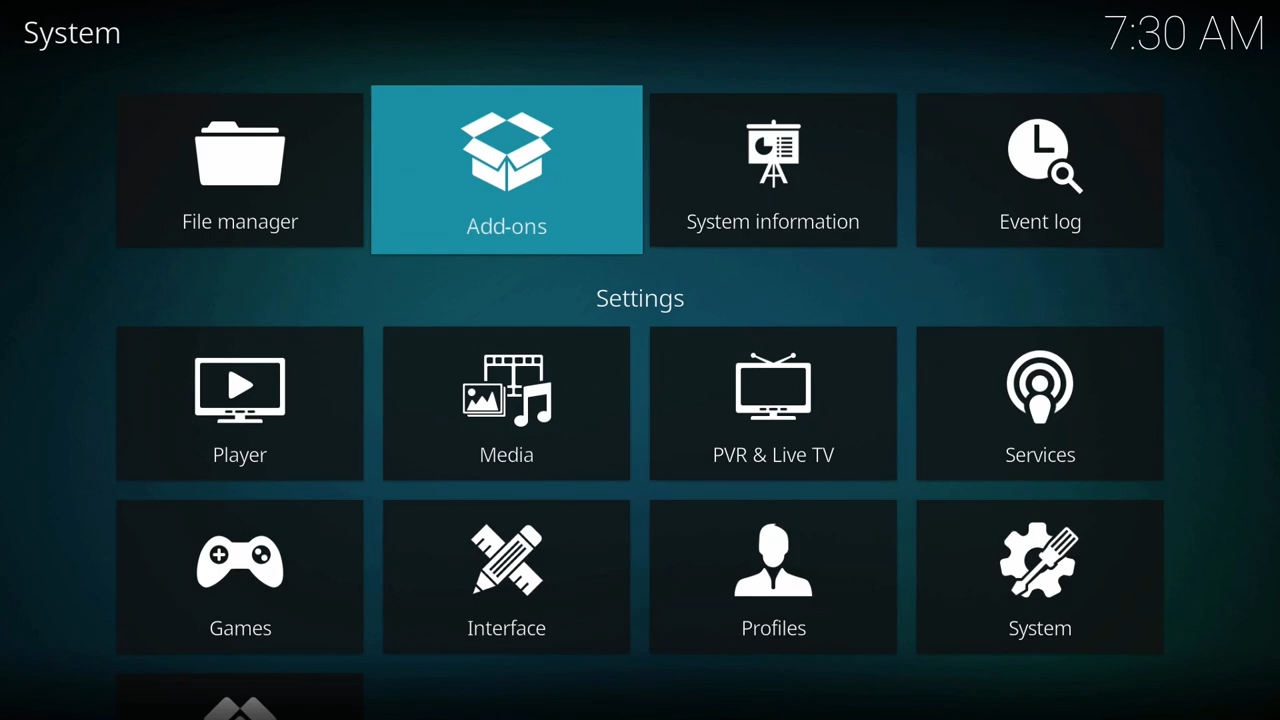 System
7:30 AM
File manager
Add-ons
System information
Event log
Settings
Player
Media
PVR & Live TV
Services
Games
Interface
Profiles
System